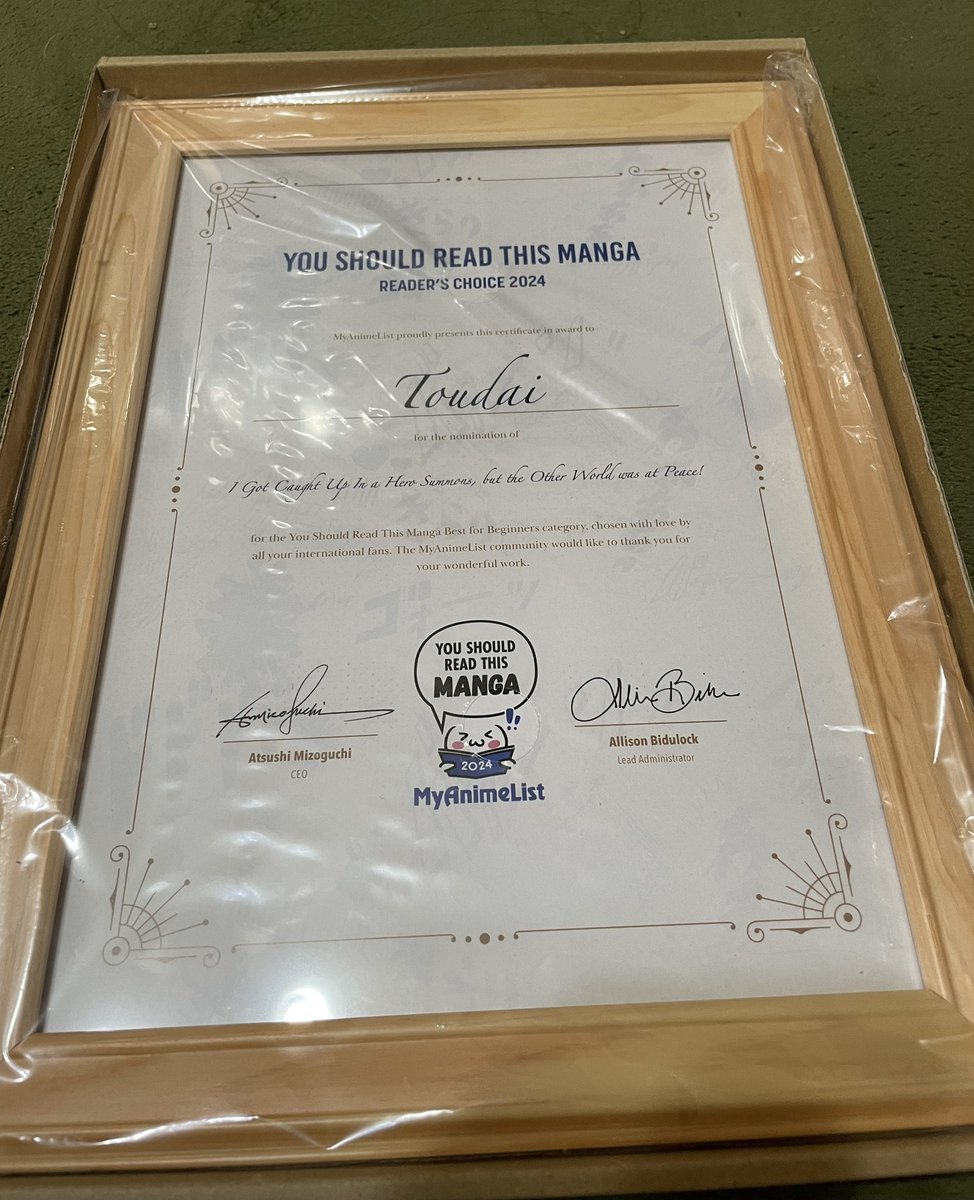 YOU SHOULD READ THIS MANGA
READER'S CHOICE 2024
MyAnimeList proudly presents this certificate in award to
Toudai
for the nomination of
I Got Caught Up In a Hero Summons, but the Other World was at Peace!
for the You Should Read This Manga Best for Beginners category, chosen with love by
all your international fans. The MyAnimeList community would like to thank you for
your wonderful work.
ゴォーッ
YOU SHOULD
READ THIS
MANGA
!!
2024
MyAnimeList
Atsushi Mizoguchi
CEO
Allison Bidulock
Lead Administrator